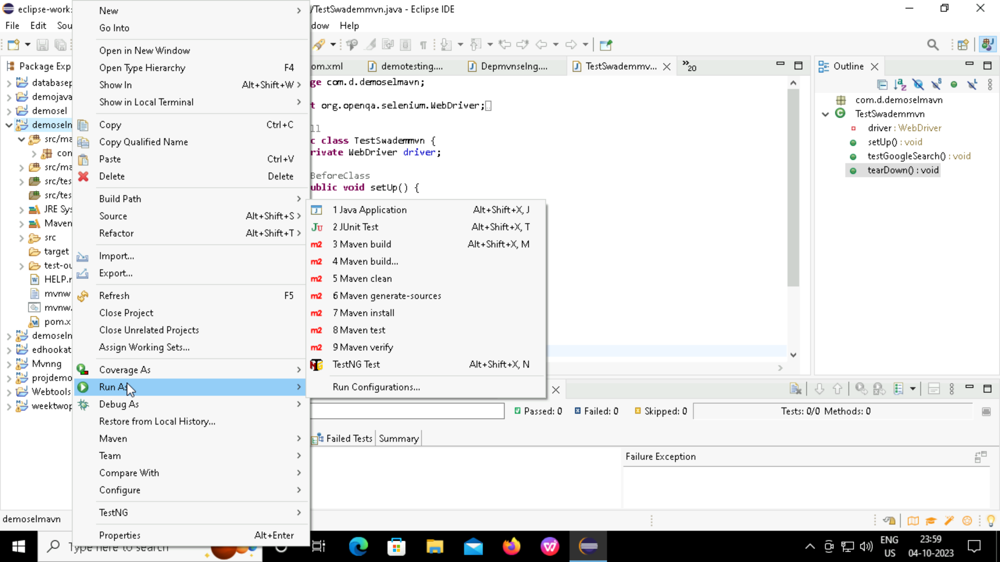 eclipse-work: /TestSwademmvn.java - Eclipse IDE
File Edit Sou dow Help
New
Go Into
Open in New Window
Open Type Hierarchy F4
Show In Alt+Shift+W
Show in Local Terminal
Copy Ctrl+C
Copy Qualified Name
Paste Ctrl+V
Delete Delete
Build Path
Source Alt+Shift+S
Refactor Alt+Shift+T
Import...
Export...
Refresh F5
Close Project
Close Unrelated Projects
Assign Working Sets...
Coverage As
Run As
Debug As
Restore from Local History...
Maven
Team
Compare With
Configure
TestNG
Properties Alt+Enter
1 Java Application Alt+Shift+X, J
2 JUnit Test Alt+Shift+X, T
3 Maven build Alt+Shift+X, M
4 Maven build...
5 Maven clean
6 Maven generate-sources
7 Maven install
8 Maven test
9 Maven verify
TestNG Test Alt+Shift+X, N
Run Configurations...
Package Exp
databasep
demojava
demosel
demoseln
src/ma
con
src/ma
src/tes
src/tes
JRE Sys
Maven
src
target
test-ou
HELP.r
mvnw
mvnw.
pom.x
demoseln
edhookat
Mvnng
projdemo
Webtools
weektwop
om.xml demotesting.... Depmvnselng.... TestSwademmv... »20
ge com.d.demoselmavn;
t org.openqa.selenium.WebDriver;
ll
c class TestSwademmvn {
rivate WebDriver driver;
BeforeClass
ublic void setUp() {
Outline
com.d.demoselmavn
TestSwademmvn
driver : WebDriver
setUp() : void
testGoogleSearch() : void
tearDown() : void
Passed: 0 Failed: 0 Skipped: 0 Tests: 0/0 Methods: 0
Failed Tests Summary
Failure Exception
demoselmavn
Type here to search
ENG
US
23:59
04-10-2023